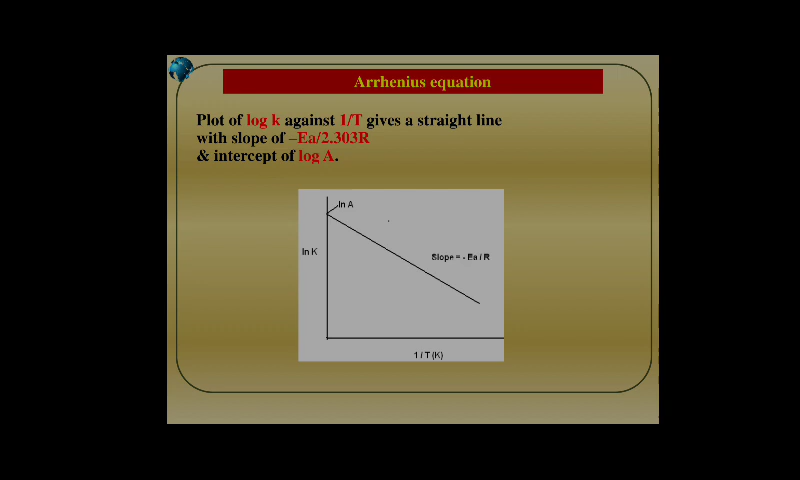 Arrhenius equation
Plot of log k against 1/T gives a straight line
with slope of –Ea/2.303R
& intercept of log A.
ln A
ln K
Slope = - Ea / R
1 / T (K)